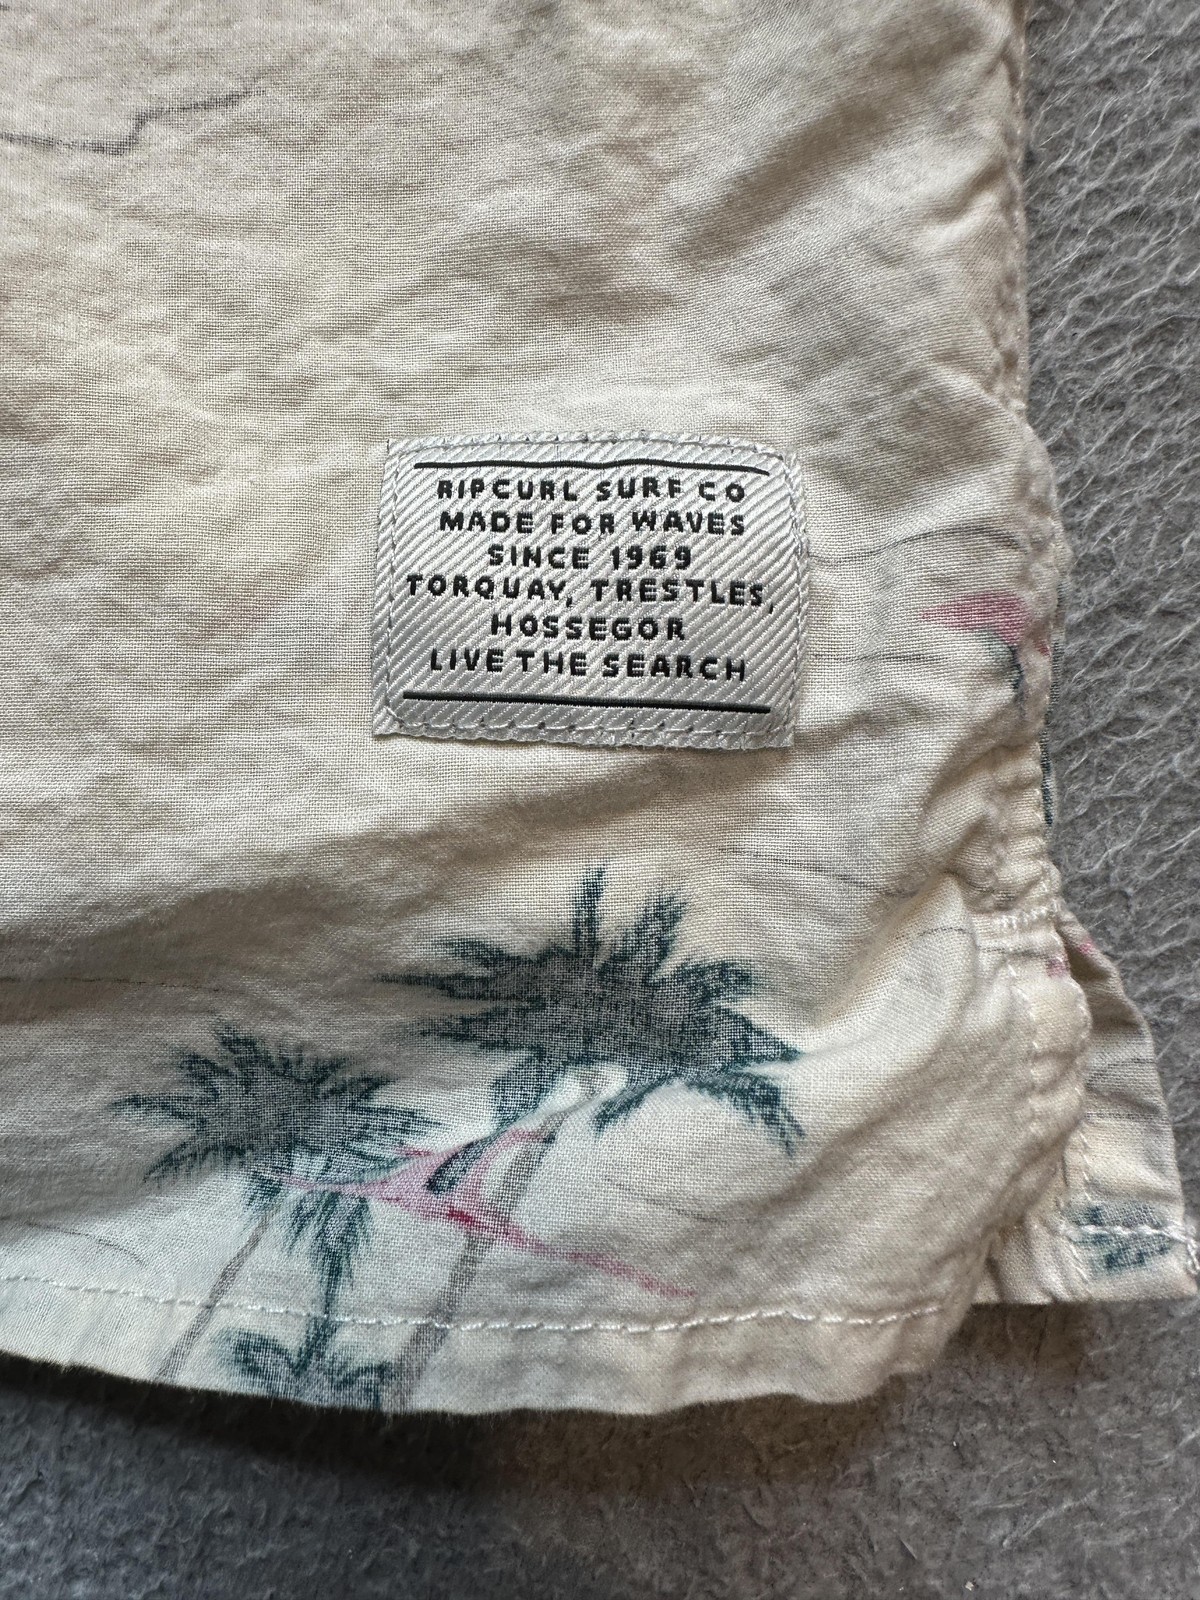 RIPCURL SURF CO
MADE FOR WAVES
SINCE 1969
TORQUAY, TRESTLES,
HOSSEGOR
LIVE THE SEARCH